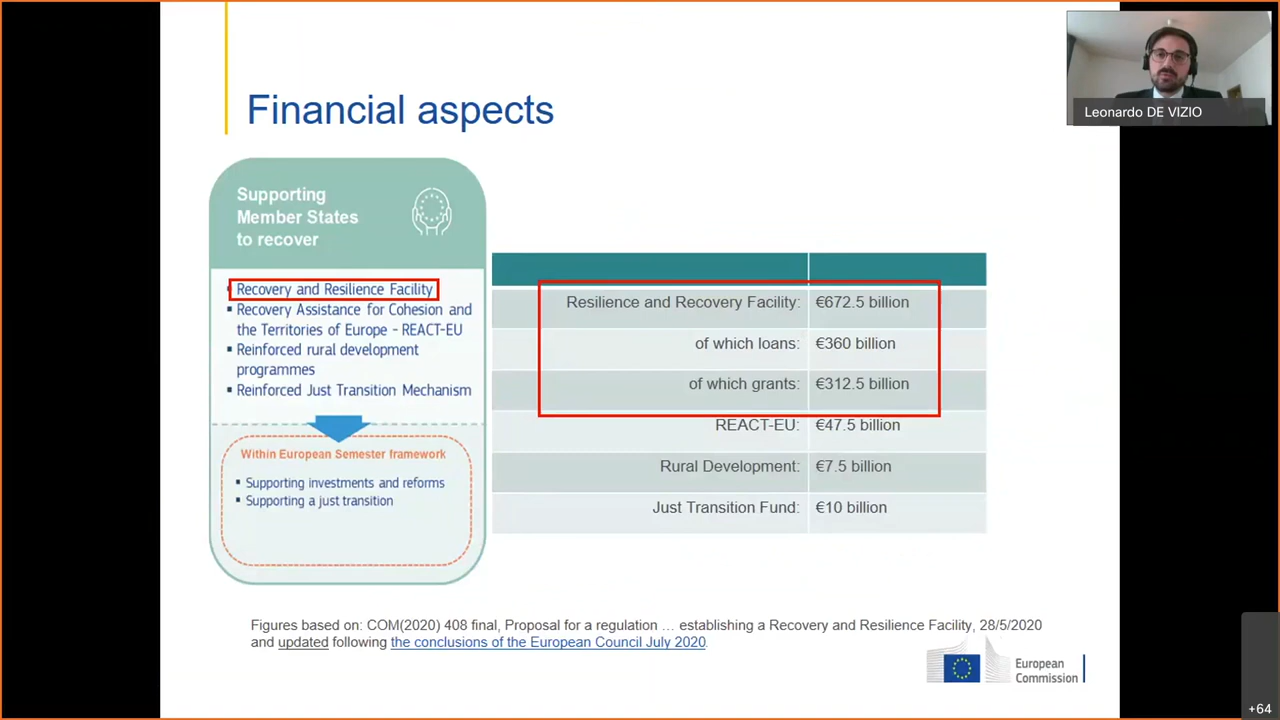 Financial aspects
Leonardo DE VIZIO
Supporting
Member States
to recover
▪ Recovery and Resilience Facility
▪ Recovery Assistance for Cohesion and
the Territories of Europe - REACT-EU
▪ Reinforced rural development
programmes
▪ Reinforced Just Transition Mechanism
Within European Semester framework
▪ Supporting investments and reforms
▪ Supporting a just transition
Resilience and Recovery Facility: €672.5 billion
of which loans: €360 billion
of which grants: €312.5 billion
REACT-EU: €47.5 billion
Rural Development: €7.5 billion
Just Transition Fund: €10 billion
Figures based on: COM(2020) 408 final, Proposal for a regulation … establishing a Recovery and Resilience Facility, 28/5/2020
and updated following the conclusions of the European Council July 2020.
European
Commission
+64